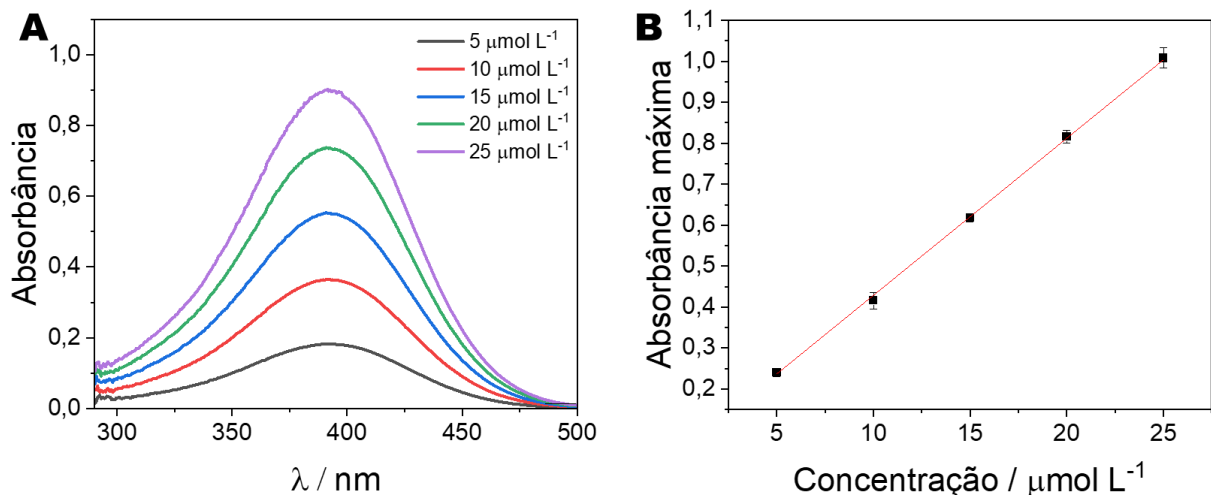 A
Absorbância
1,0
0,8
0,6
0,4
0,2
0,0
5 μmol L⁻¹
10 μmol L⁻¹
15 μmol L⁻¹
20 μmol L⁻¹
25 μmol L⁻¹
300 350 400 450 500
λ / nm
B
Absorbância máxima
1,1
1,0
0,9
0,8
0,7
0,6
0,5
0,4
0,3
0,2
5 10 15 20 25
Concentração / μmol L⁻¹